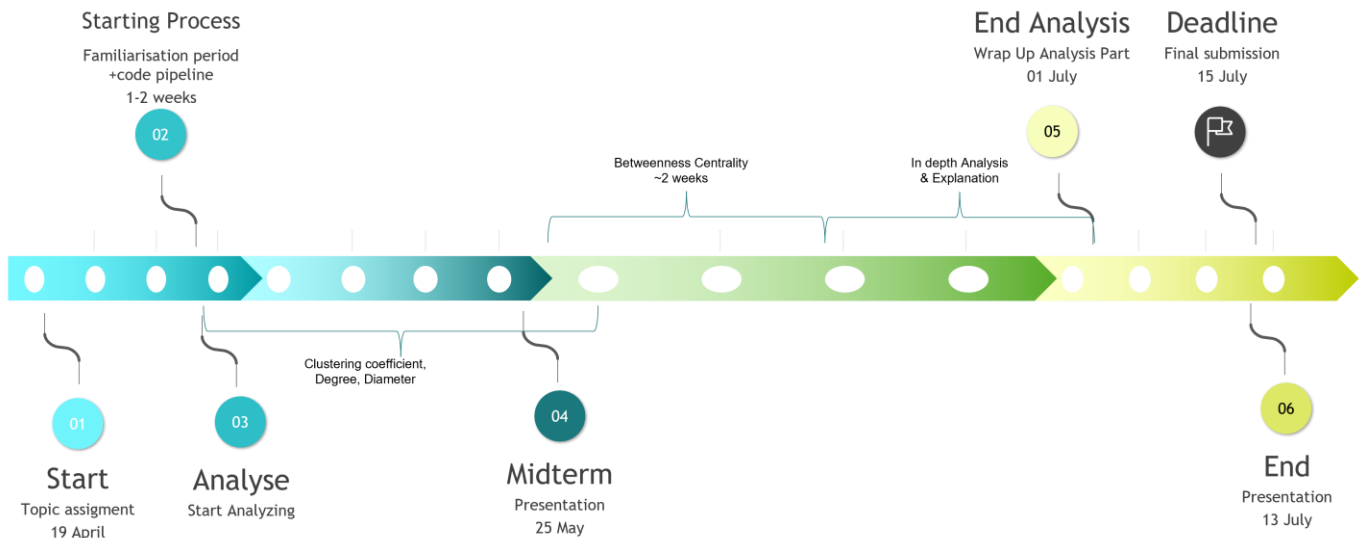 Starting Process
Familiarisation period
+code pipeline
1-2 weeks
02
End Analysis
Wrap Up Analysis Part
01 July
05
Deadline
Final submission
15 July
Betweenness Centrality
~2 weeks
In depth Analysis
& Explanation
Clustering coefficient,
Degree, Diameter
01
Start
Topic assigment
19 April
03
Analyse
Start Analyzing
04
Midterm
Presentation
25 May
06
End
Presentation
13 July